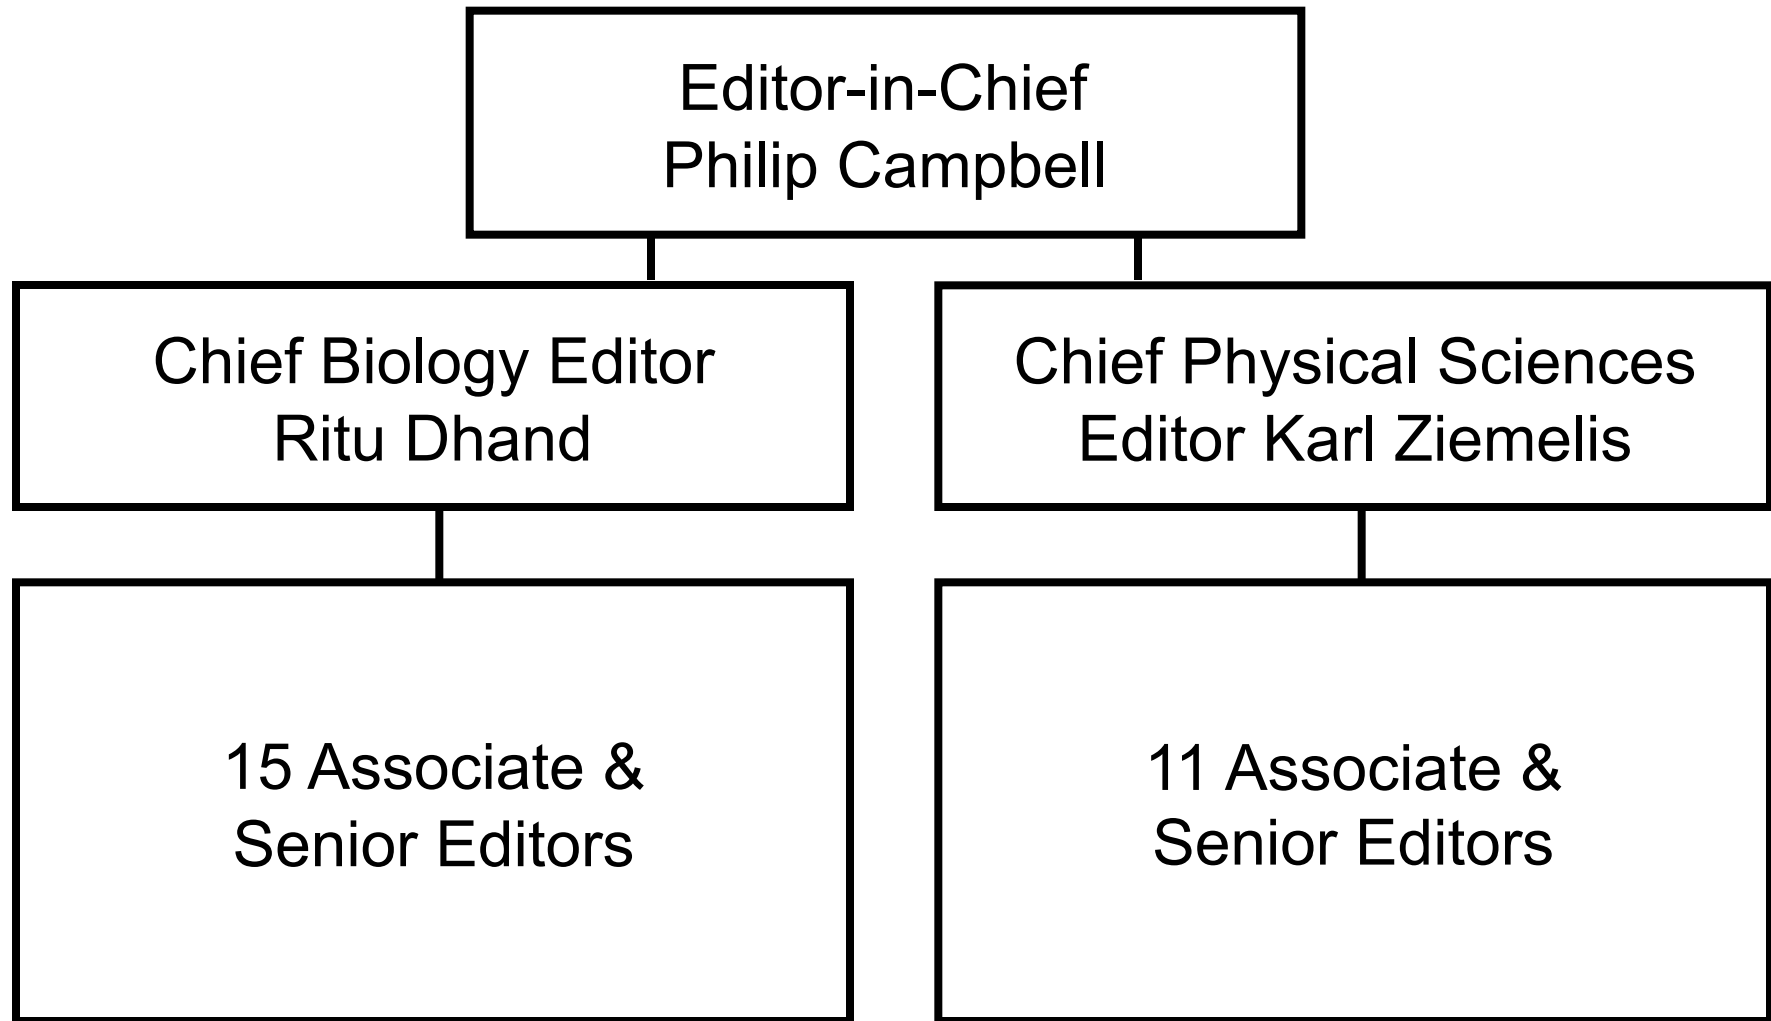 Editor-in-Chief
Philip Campbell
Chief Biology Editor
Ritu Dhand
Chief Physical Sciences
Editor Karl Ziemelis
15 Associate &
Senior Editors
11 Associate &
Senior Editors